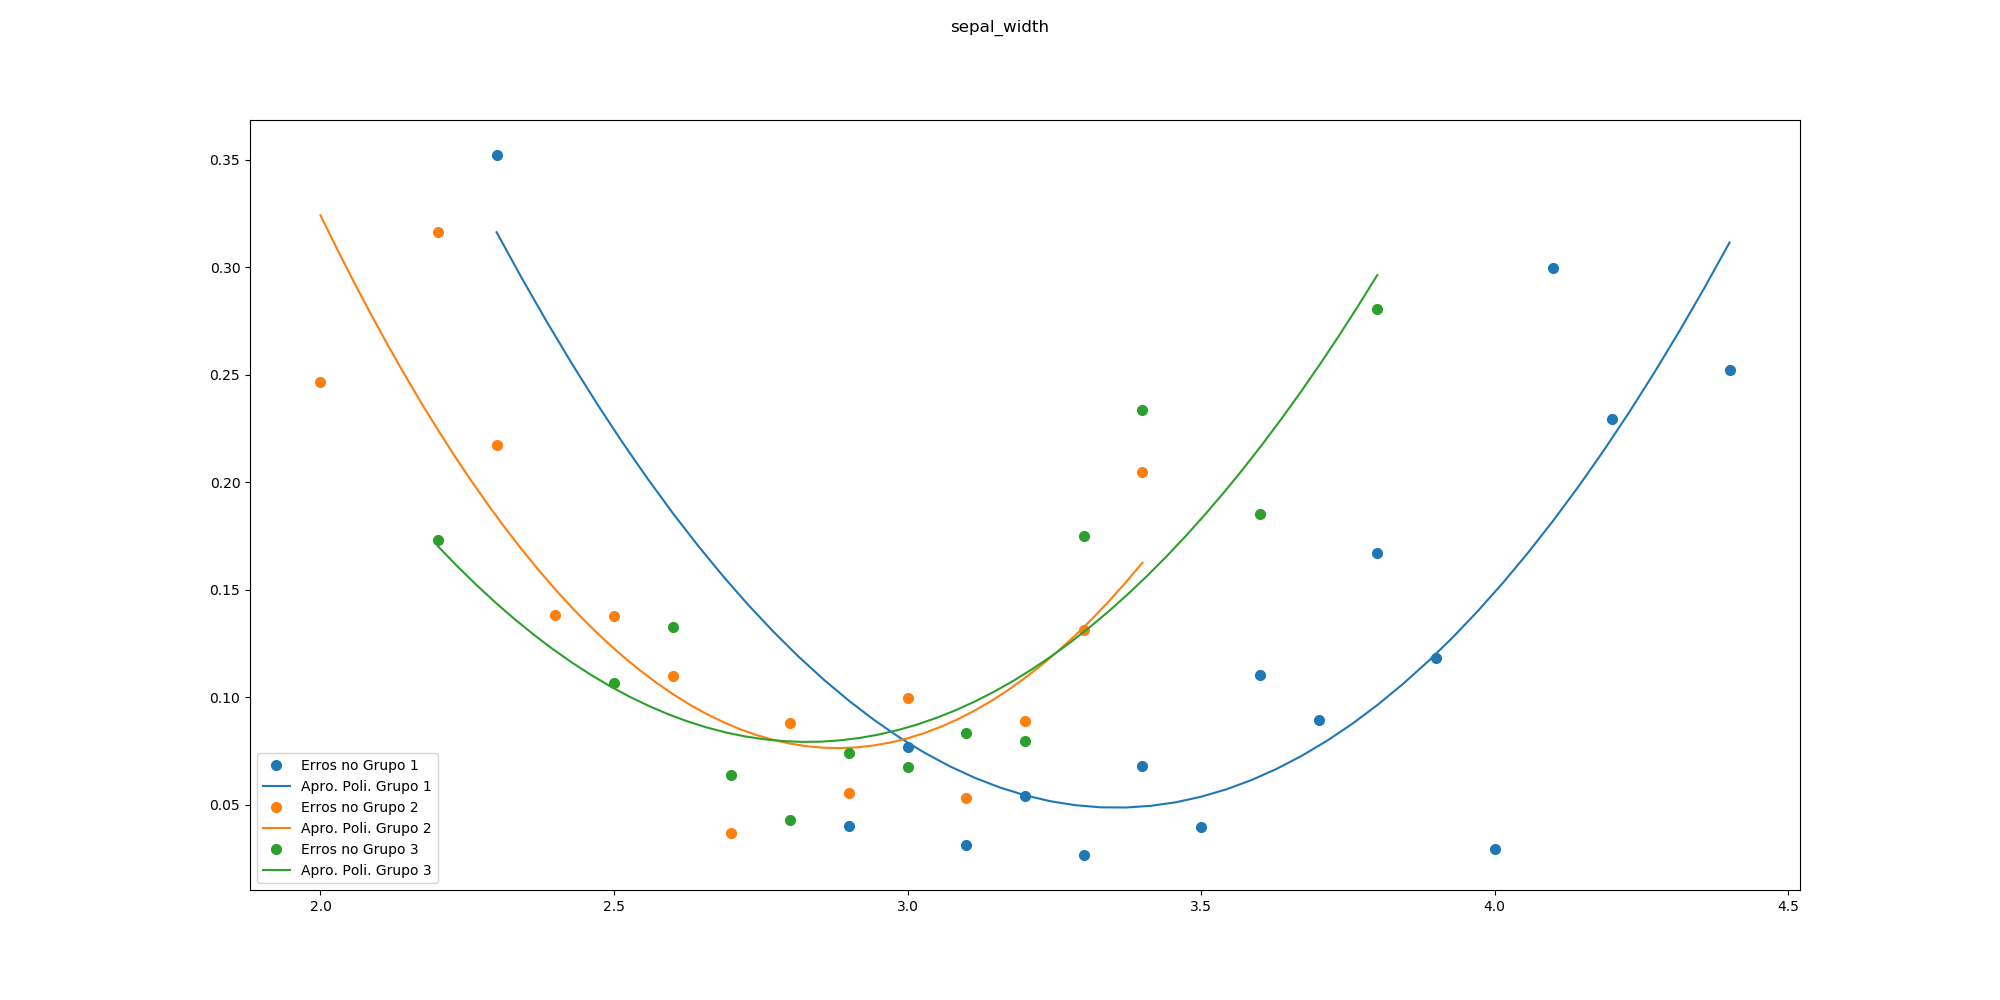 sepal_width
0.35
0.30
0.25
0.20
0.15
0.10
0.05
Erros no Grupo 1
Apro. Poli. Grupo 1
Erros no Grupo 2
Apro. Poli. Grupo 2
Erros no Grupo 3
Apro. Poli. Grupo 3
2.0 2.5 3.0 3.5 4.0 4.5